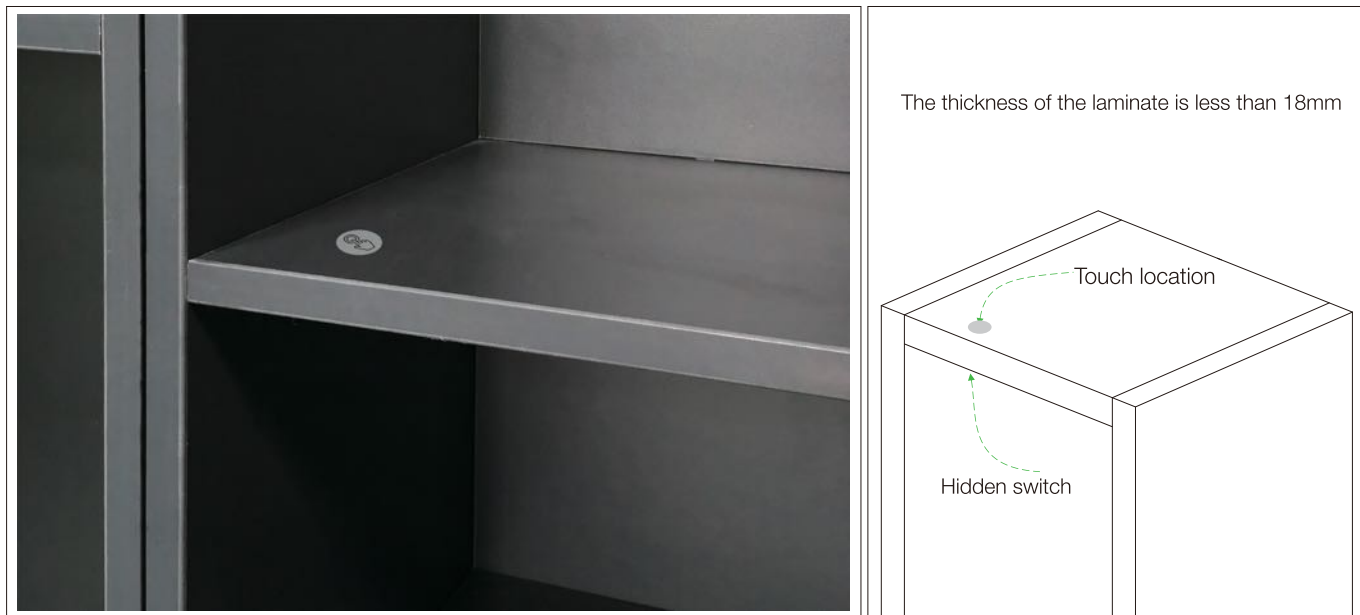 The thickness of the laminate is less than 18mm
Touch location
Hidden switch